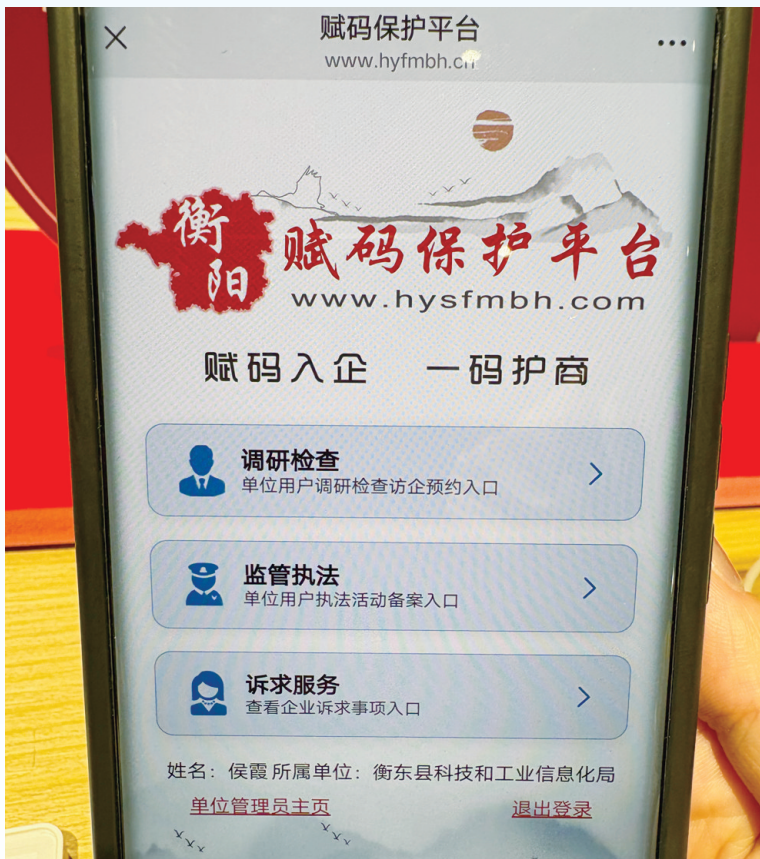 赋码保护平台
www.hyfmbh.cn
衡阳
赋码保护平台
www.hysfmbh.com
赋码入企 一码护商
调研检查
单位用户调研检查访企预约入口
监管执法
单位用户执法活动备案入口
诉求服务
查看企业诉求事项入口
姓名：侯霞 所属单位：衡东县科技和工业信息化局
单位管理员主页 退出登录